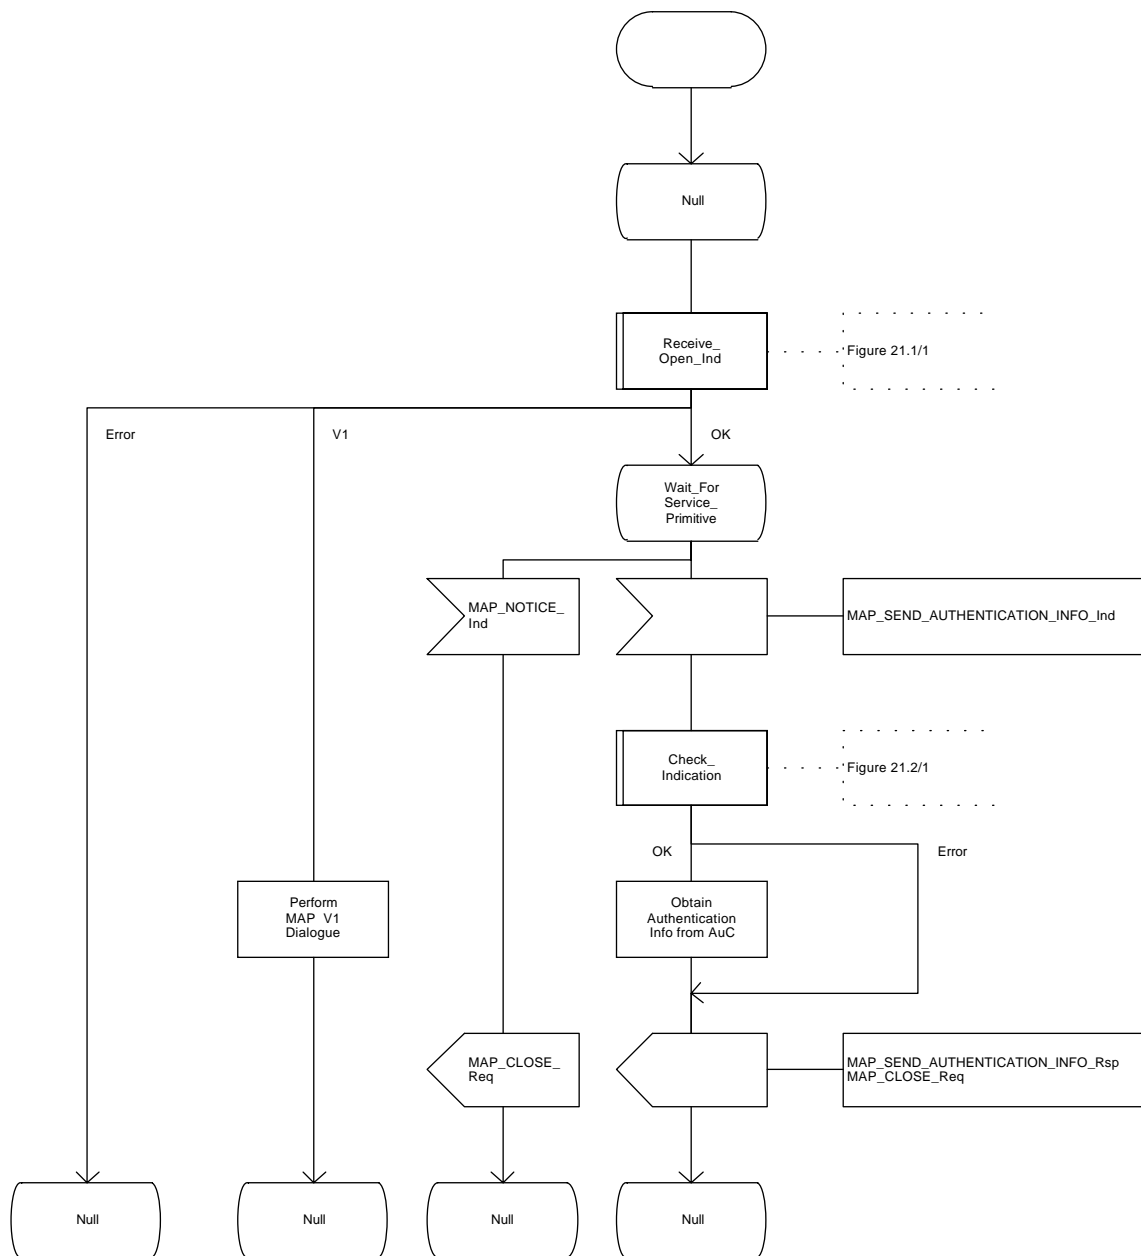 Null
Receive_
Open_Ind
Figure 21.1/1
Error
V1
OK
Wait_For
Service_
Primitive
MAP_NOTICE_
Ind
MAP_SEND_AUTHENTICATION_INFO_Ind
Check_
Indication
Figure 21.2/1
OK
Error
Perform
MAP V1
Dialogue
Obtain
Authentication
Info from AuC
MAP_CLOSE_
Req
MAP_SEND_AUTHENTICATION_INFO_Rsp
MAP_CLOSE_Req
Null
Null
Null
Null